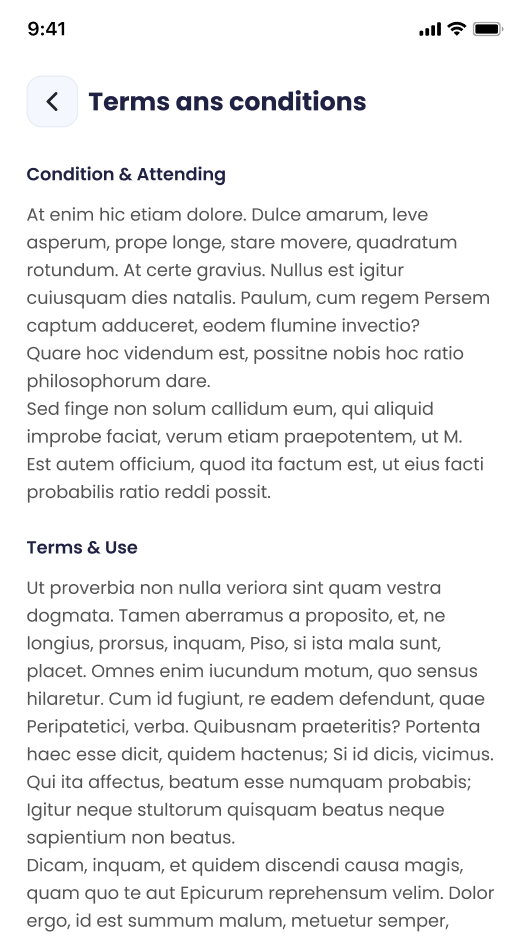 9:41
Terms ans conditions
Condition & Attending
At enim hic etiam dolore. Dulce amarum, leve
asperum, prope longe, stare movere, quadratum
rotundum. At certe gravius. Nullus est igitur
cuiusquam dies natalis. Paulum, cum regem Persem
captum adduceret, eodem flumine invectio?
Quare hoc videndum est, possitne nobis hoc ratio
philosophorum dare.
Sed finge non solum callidum eum, qui aliquid
improbe faciat, verum etiam praepotentem, ut M.
Est autem officium, quod ita factum est, ut eius facti
probabilis ratio reddi possit.
Terms & Use
Ut proverbia non nulla veriora sint quam vestra
dogmata. Tamen aberramus a proposito, et, ne
longius, prorsus, inquam, Piso, si ista mala sunt,
placet. Omnes enim iucundum motum, quo sensus
hilaretur. Cum id fugiunt, re eadem defendunt, quae
Peripatetici, verba. Quibusnam praeteritis? Portenta
haec esse dicit, quidem hactenus; Si id dicis, vicimus.
Qui ita affectus, beatum esse numquam probabis;
Igitur neque stultorum quisquam beatus neque
sapientium non beatus.
Dicam, inquam, et quidem discendi causa magis,
quam quo te aut Epicurum reprehensum velim. Dolor
ergo, id est summum malum, metuetur semper,